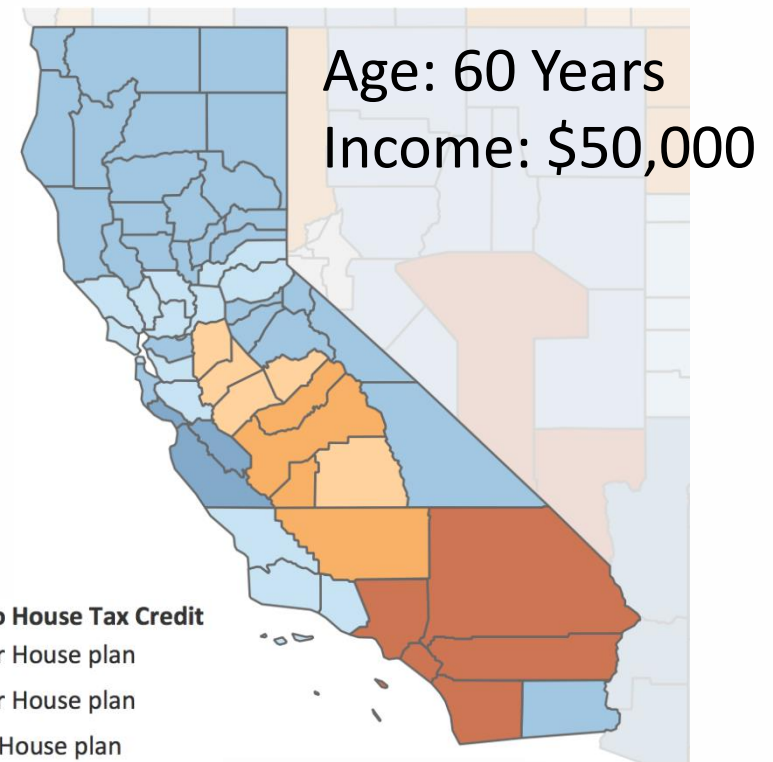 Age: 60 Years
Income: $50,000
House Tax Credit
House plan
House plan
House plan